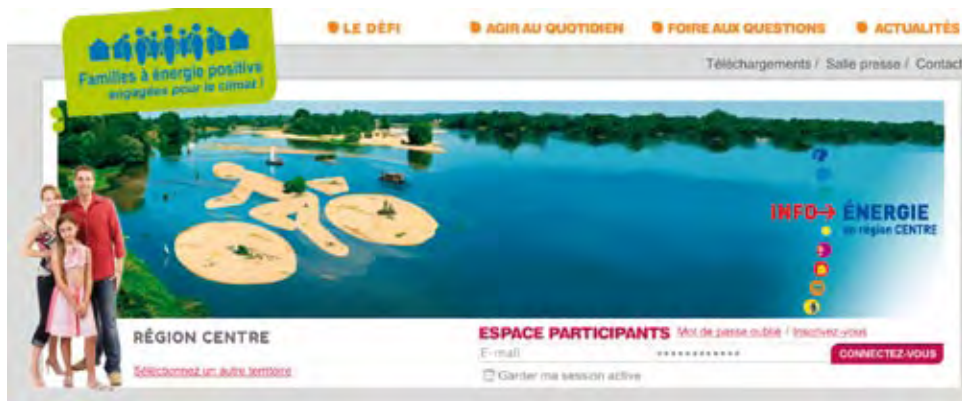 LE DÉFI
AGIR AU QUOTIDIEN
FOIRE AUX QUESTIONS
ACTUALITÉS
Familles à énergie positive
engagées pour le climat !
Téléchargements / Salle presse / Contact
INFO→ ÉNERGIE
en région CENTRE
RÉGION CENTRE
Sélectionnez un autre territoire
ESPACE PARTICIPANTS Mot de passe oublié / Inscrivez-vous
E-mail ************ CONNECTEZ-VOUS
Garder ma session active